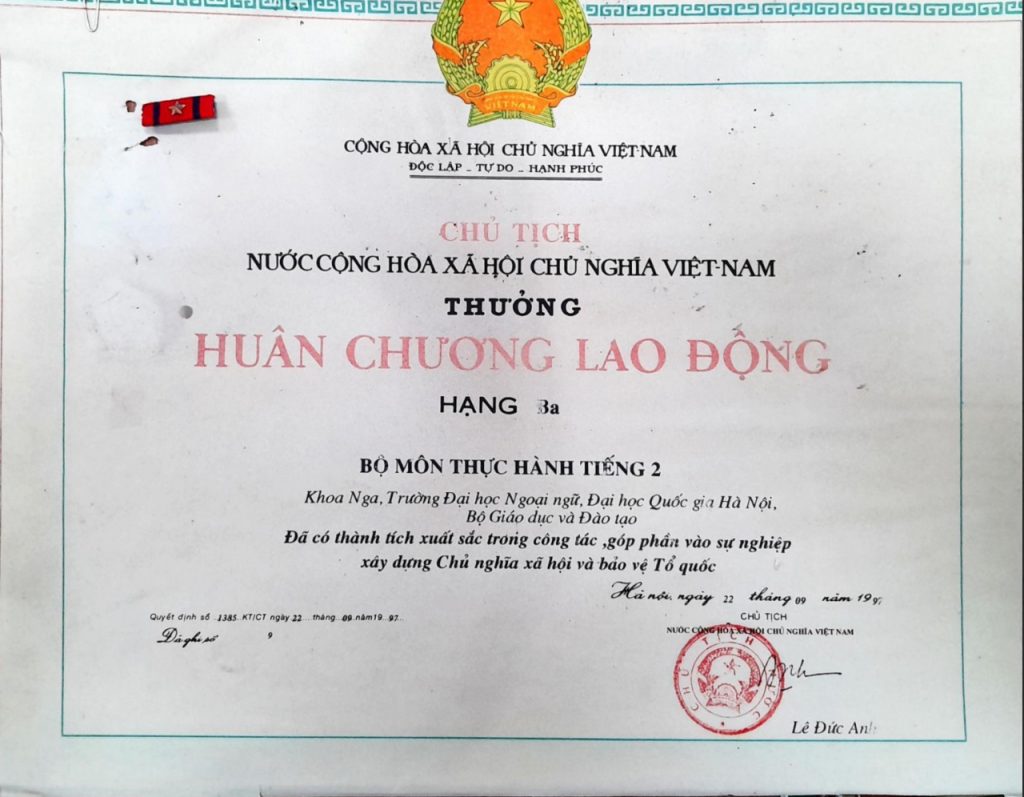 VIỆT NAM
CỘNG HÒA XÃ HỘI CHỦ NGHĨA VIỆT-NAM
ĐỘC LẬP - TỰ DO - HẠNH PHÚC
CHỦ TỊCH
NƯỚC CỘNG HÒA XÃ HỘI CHỦ NGHĨA VIỆT-NAM
THƯỞNG
HUÂN CHƯƠNG LAO ĐỘNG
HẠNG Ba
BỘ MÔN THỰC HÀNH TIẾNG 2
Khoa Nga, Trường Đại học Ngoại ngữ, Đại học Quốc gia Hà Nội,
Bộ Giáo dục và Đào tạo
Đã có thành tích xuất sắc trong công tác ,góp phần vào sự nghiệp
xây dựng Chủ nghĩa xã hội và bảo vệ Tổ quốc
Hà nội, ngày 22 tháng 09 năm 1997
Quyết định số 1385 KT/CT ngày 22 tháng 09 năm 19 97
Đã ghi sổ 9
CHỦ TỊCH
NƯỚC CỘNG HÒA XÃ HỘI CHỦ NGHĨA VIỆT NAM
CHỦ TỊCH NƯỚC
Lê Đức Anh